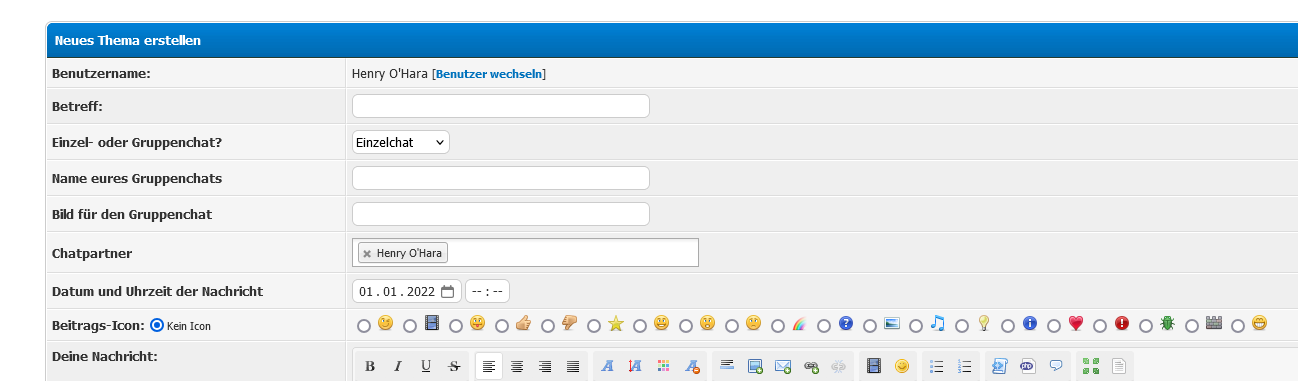 Neues Thema erstellen
Benutzername: Henry O'Hara [Benutzer wechseln]
Betreff:
Einzel- oder Gruppenchat? Einzelchat
Name eures Gruppenchats
Bild für den Gruppenchat
Chatpartner × Henry O'Hara
Datum und Uhrzeit der Nachricht 01.01.2022 --:--
Beitrags-Icon: Kein Icon
Deine Nachricht: B I U S